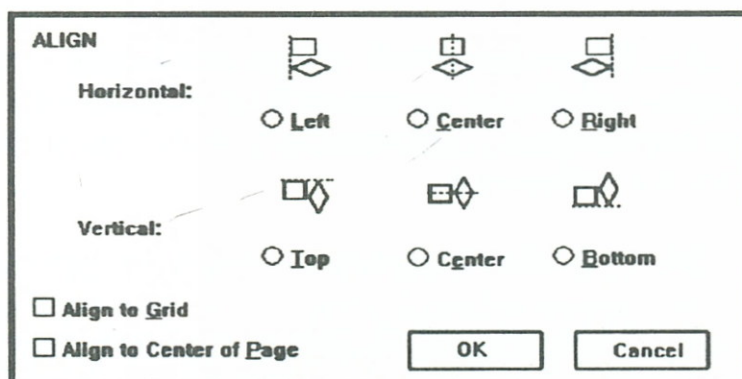 ALIGN
Horizontal:
Left Center Right
Vertical:
Top Center Bottom
Align to Grid
Align to Center of Page
OK Cancel